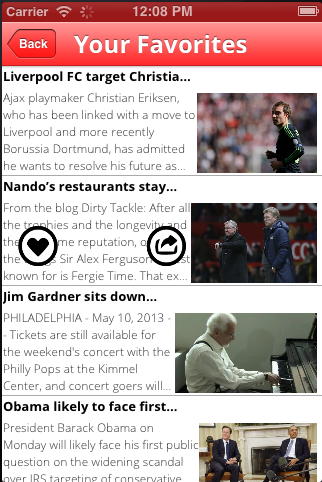 Carrier 12:08 PM
Back Your Favorites
Liverpool FC target Christia...
Ajax playmaker Christian Eriksen,
who has been linked with a move to
Liverpool and more recently
Borussia Dortmund, has admitted
he wants to resolve his future as...
Nando's restaurants stay...
From the blog Dirty Tackle: After all
the trophies and the longevity and
the me reputation, o
the s Sir Alex Ferguson st
known for is Fergie Time. That ex...
Jim Gardner sits down...
PHILADELPHIA - May 10, 2013 -
- Tickets are still available for
the weekend's concert with the
Philly Pops at the Kimmel
Center, and concert goers will...
Obama likely to face first...
President Barack Obama on
Monday will likely face his first public
question on the widening scandal
over IRS targeting of conservative